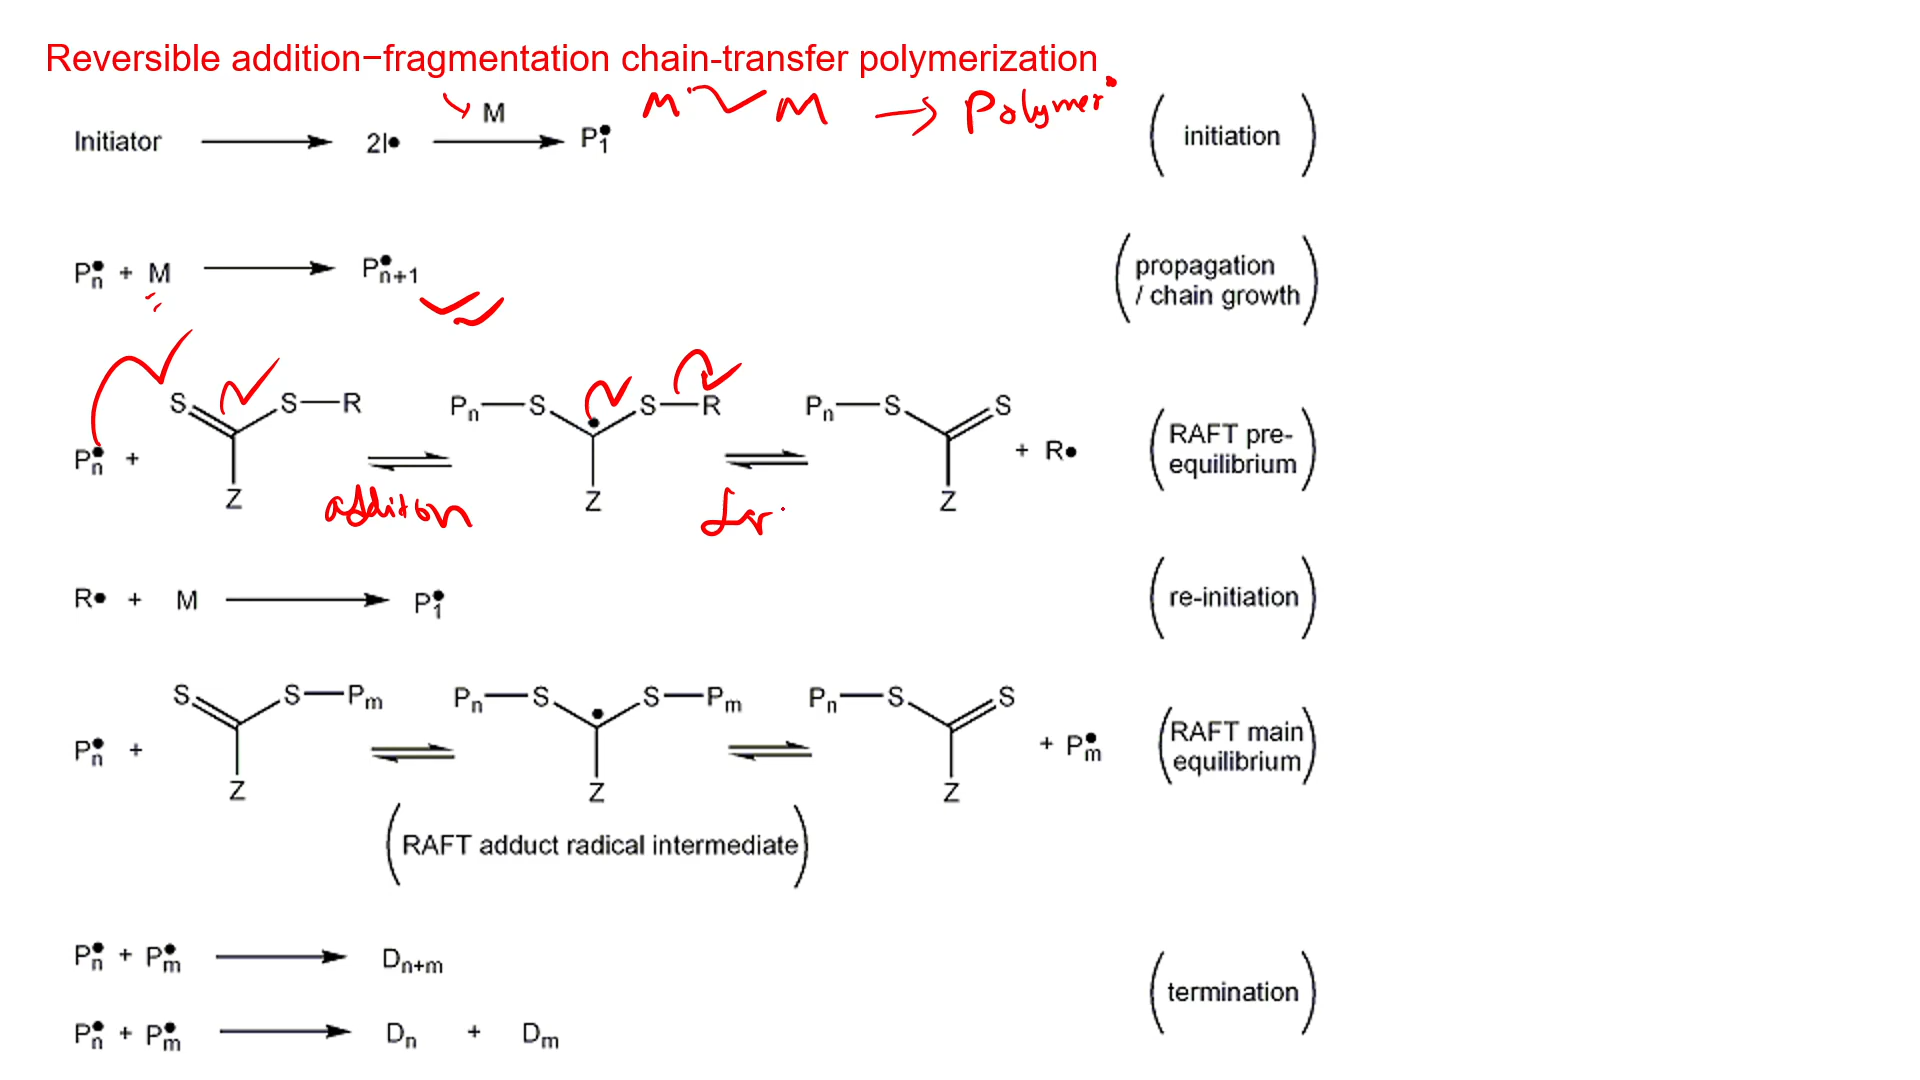 Reversible addition−fragmentation chain-transfer polymerization
Initiator 2I• M P1• M• M → Polymer• (initiation)
Pn• + M Pn+1• (propagation / chain growth)
Pn• + S S—R Z Pn—S • S—R Z Pn—S S Z + R• (RAFT pre-equilibrium)
addition fr.
R• + M P1• (re-initiation)
Pn• + S S—Pm Z Pn—S • S—Pm Z Pn—S S Z + Pm• (RAFT main equilibrium)
(RAFT adduct radical intermediate)
Pn• + Pm• Dn+m
(termination)
Pn• + Pm• Dn + Dm